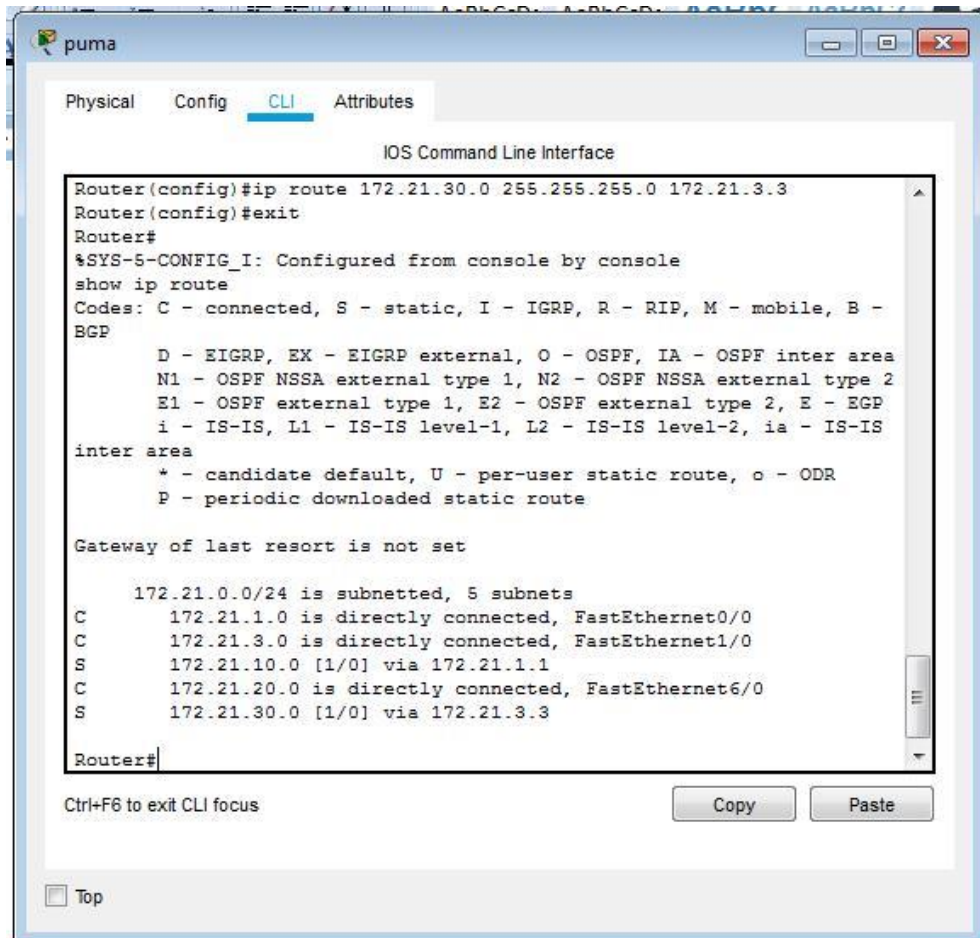 puma
Physical Config CLI Attributes
IOS Command Line Interface
Router(config)#ip route 172.21.30.0 255.255.255.0 172.21.3.3
Router(config)#exit
Router#
%SYS-5-CONFIG_I: Configured from console by console
show ip route
Codes: C - connected, S - static, I - IGRP, R - RIP, M - mobile, B -
BGP
D - EIGRP, EX - EIGRP external, O - OSPF, IA - OSPF inter area
N1 - OSPF NSSA external type 1, N2 - OSPF NSSA external type 2
E1 - OSPF external type 1, E2 - OSPF external type 2, E - EGP
i - IS-IS, L1 - IS-IS level-1, L2 - IS-IS level-2, ia - IS-IS
inter area
* - candidate default, U - per-user static route, o - ODR
P - periodic downloaded static route
Gateway of last resort is not set
172.21.0.0/24 is subnetted, 5 subnets
C 172.21.1.0 is directly connected, FastEthernet0/0
C 172.21.3.0 is directly connected, FastEthernet1/0
S 172.21.10.0 [1/0] via 172.21.1.1
C 172.21.20.0 is directly connected, FastEthernet6/0
S 172.21.30.0 [1/0] via 172.21.3.3
Router#
Ctrl+F6 to exit CLI focus
Copy Paste
Top